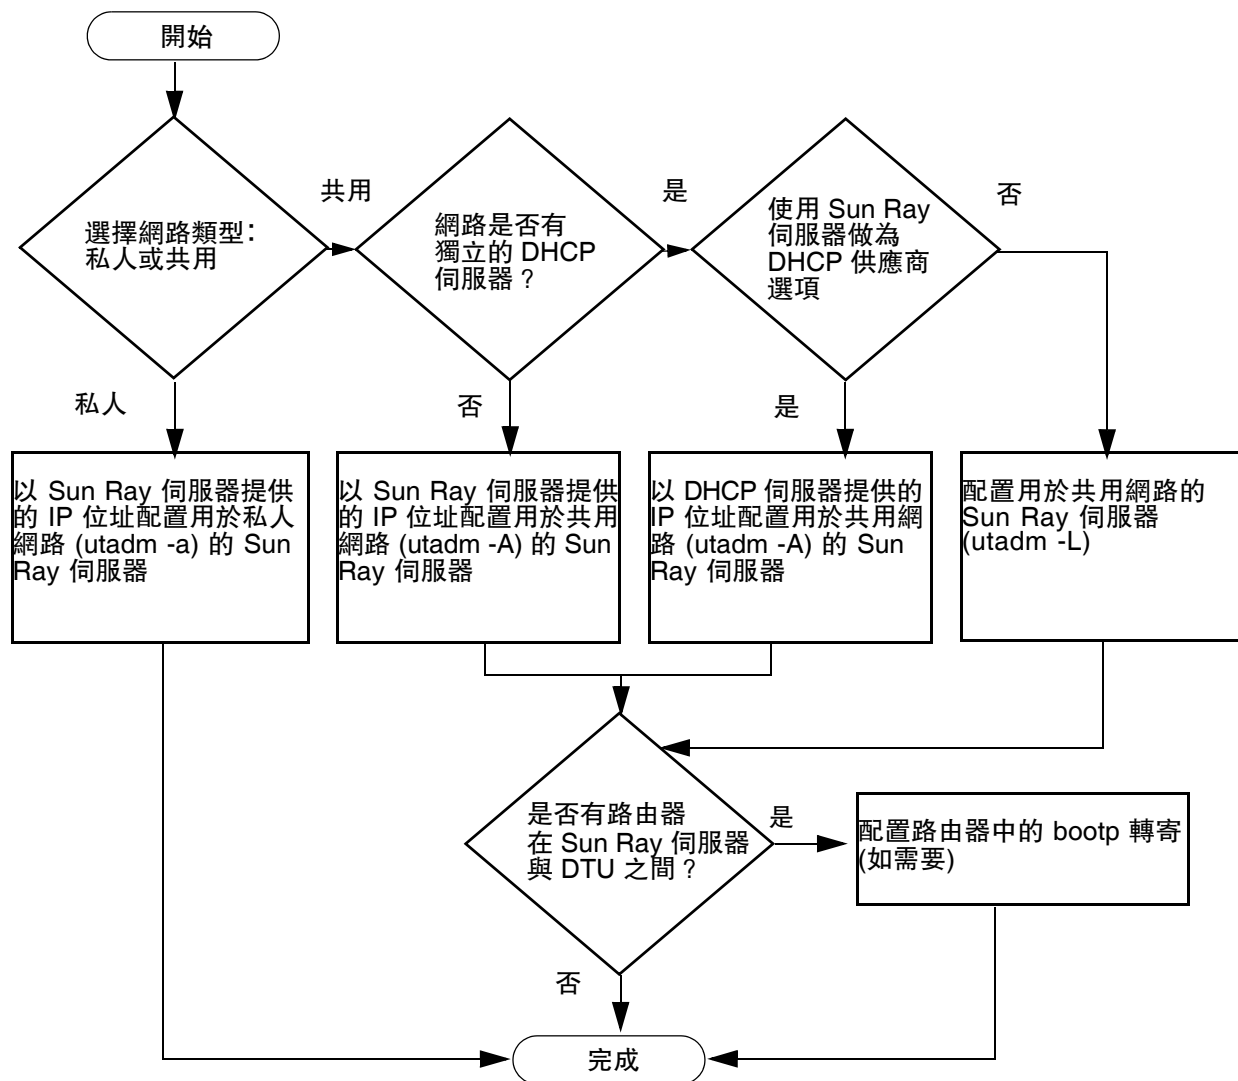 開始
選擇網路類型：
私人或共用
共用
網路是否有
獨立的 DHCP
伺服器？
是
使用 Sun Ray
伺服器做為
DHCP 供應商
選項
否
私人
否
是
以 Sun Ray 伺服器提供
的 IP 位址配置用於私人
網路 (utadm -a) 的 Sun
Ray 伺服器
以 Sun Ray 伺服器提供
的 IP 位址配置用於共用
網路 (utadm -A) 的 Sun
Ray 伺服器
以 DHCP 伺服器提供的
IP 位址配置用於共用網
路 (utadm -A) 的 Sun
Ray 伺服器
配置用於共用網路的
Sun Ray 伺服器
(utadm -L)
是否有路由器
在 Sun Ray 伺服器
與 DTU 之間？
是
配置路由器中的 bootp 轉寄
(如需要)
否
完成